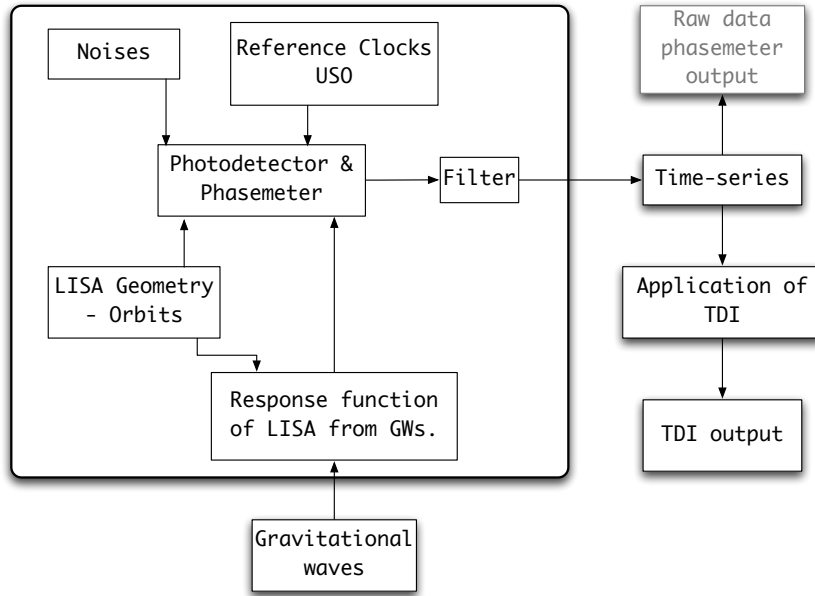 Noises
Reference Clocks
USO
Raw data
phasemeter
output
Photodetector &
Phasemeter
Filter
Time-series
LISA Geometry
- Orbits
Application of
TDI
Response function
of LISA from GWs.
TDI output
Gravitational
waves